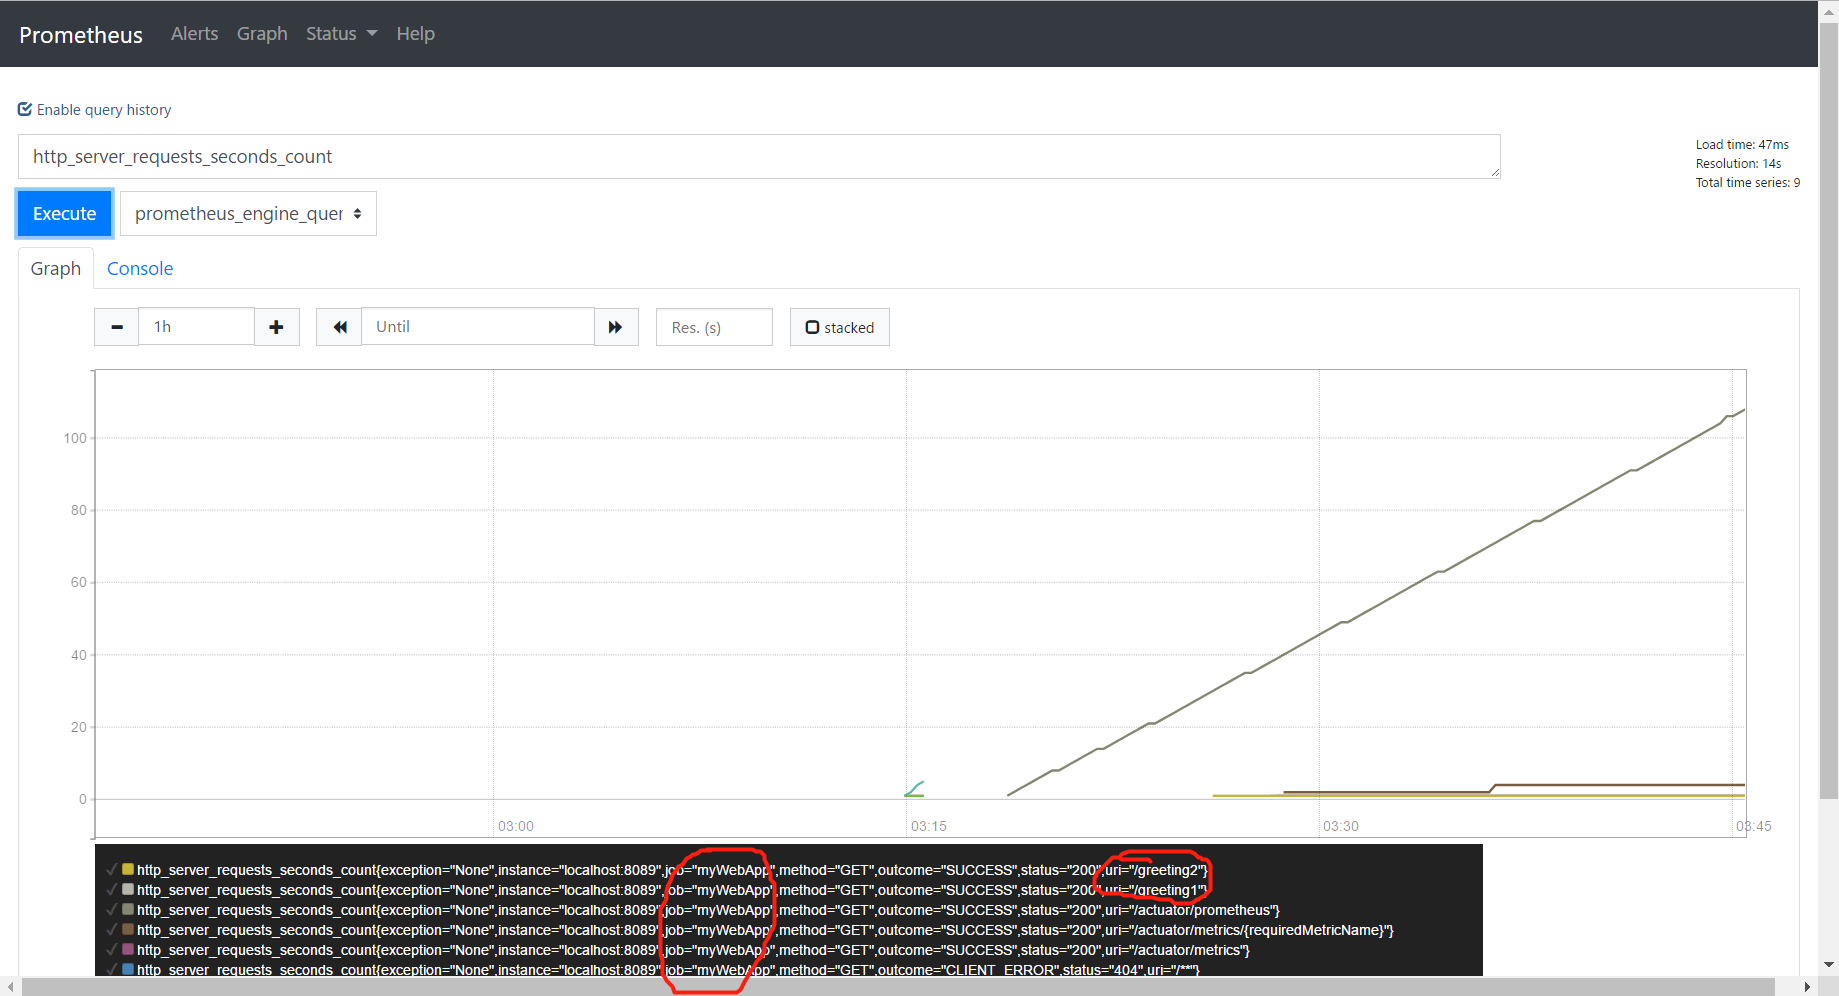 Prometheus Alerts Graph Status Help
Enable query history
http_server_requests_seconds_count
Load time: 47ms
Resolution: 14s
Total time series: 9
Execute prometheus_engine_quer
Graph Console
1h Until Res. (s) stacked
100
80
60
40
20
0
03:00 03:15 03:30 03:45
http_server_requests_seconds_count{exception="None",instance="localhost:8089",job="myWebApp",method="GET",outcome="SUCCESS",status="200",uri="/greeting2"}
http_server_requests_seconds_count{exception="None",instance="localhost:8089",job="myWebApp",method="GET",outcome="SUCCESS",status="200",uri="/greeting1"}
http_server_requests_seconds_count{exception="None",instance="localhost:8089",job="myWebApp",method="GET",outcome="SUCCESS",status="200",uri="/actuator/prometheus"}
http_server_requests_seconds_count{exception="None",instance="localhost:8089",job="myWebApp",method="GET",outcome="SUCCESS",status="200",uri="/actuator/metrics/{requiredMetricName}"}
http_server_requests_seconds_count{exception="None",instance="localhost:8089",job="myWebApp",method="GET",outcome="SUCCESS",status="200",uri="/actuator/metrics"}
http_server_requests_seconds_count{exception="None",instance="localhost:8089",job="myWebApp",method="GET",outcome="CLIENT_ERROR",status="404",uri="/**"}